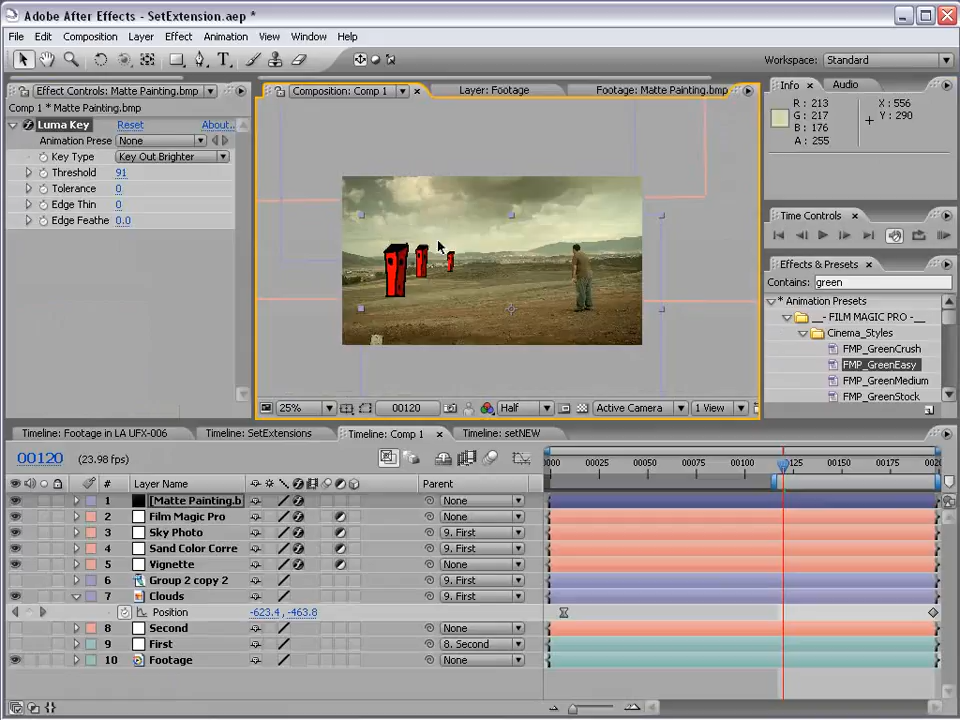 Adobe After Effects - SetExtension.aep *
File Edit Composition Layer Effect Animation View Window Help
Workspace: Standard
Effect Controls: Matte Painting.bmp
Composition: Comp 1
Layer: Footage
Footage: Matte Painting.bmp
Info Audio
Comp 1 * Matte Painting.bmp
R : 213
G : 217
B : 176
A : 255
X : 556
Y : 290
Luma Key Reset About..
Animation Prese None
Key Type Key Out Brighter
Threshold 91
Tolerance 0
Edge Thin 0
Edge Feathe 0.0
Time Controls
Effects & Presets
Contains: green
* Animation Presets
__- FILM MAGIC PRO -__
Cinema_Styles
FMP_GreenCrush
FMP_GreenEasy
FMP_GreenMedium
FMP_GreenStock
25% 00120 Half Active Camera 1 View
Timeline: Footage in LA UFX-006
Timeline: SetExtensions
Timeline: Comp 1
Timeline: setNEW
00120 (23.98 fps)
0000 00025 00050 00075 00100 00125 00150 00175 0020
# Layer Name Parent
1 [Matte Painting.b None
2 Film Magic Pro None
3 Sky Photo 9. First
4 Sand Color Corre 9. First
5 Vignette None
6 Group 2 copy 2 9. First
7 Clouds 9. First
Position -623.4, -463.8
8 Second None
9 First 8. Second
10 Footage None